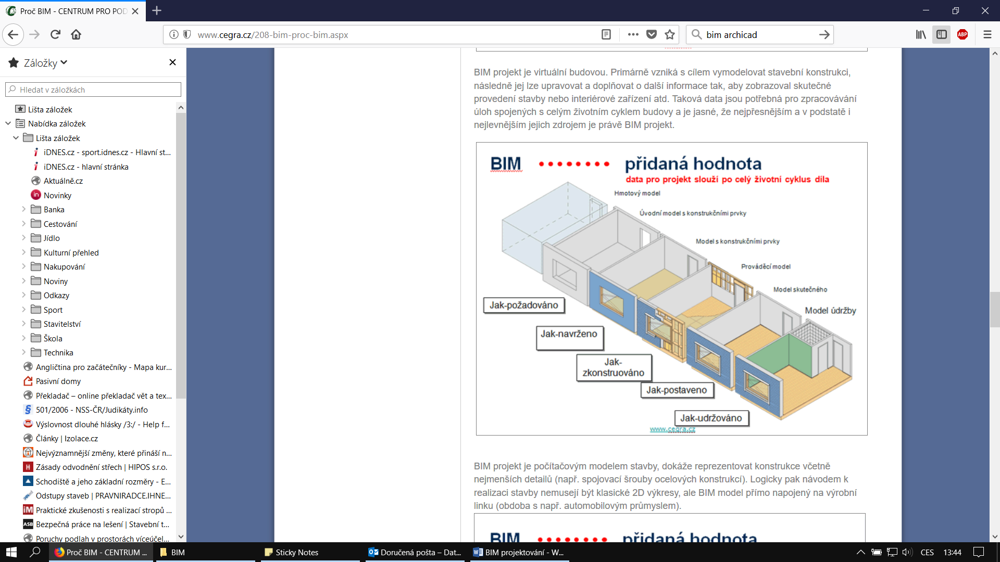 Proč BIM - CENTRUM PRO POD
www.cegra.cz/208-bim-proc-bim.aspx
bim archicad
ABP
Záložky
Hledat v záložkách
Lišta záložek
Nabídka záložek
Lišta záložek
iDNES.cz - sport.idnes.cz - Hlavní st...
iDNES.cz - hlavní stránka
Aktuálně.cz
in
Novinky
Banka
Cestování
Jídlo
Kulturní přehled
Nakupování
Noviny
Odkazy
Sport
Stavitelství
Škola
Technika
Angličtina pro začátečníky - Mapa kur...
Pasivní domy
Překladač – online překladač vět a tex...
§ 501/2006 - NSS-ČR/Judikáty.info
Výslovnost dlouhé hlásky /3:/ - Help f...
Články | Izolace.cz
Nejvýznamnější změny, které přináší n...
H Zásady odvodnění střech | HIPOS s.r.o.
Schodiště a jeho základní rozměry - E...
Odstupy staveb | PRAVNIRADCE.IHNE...
iM Praktické zkušenosti s realizací stropů ...
ASB Bezpečná práce na lešení | Stavební t...
Poruchy podlah v prostorách víceúčel...
BIM projekt je virtuální budovou. Primárně vzniká s cílem vymodelovat stavební konstrukci,
následně jej lze upravovat a doplňovat o další informace tak, aby zobrazoval skutečné
provedení stavby nebo interiérové zařízení atd. Taková data jsou potřebná pro zpracovávání
úloh spojených s celým životním cyklem budovy a je jasné, že nejpřesnějším a v podstatě i
nejlevnějším jejich zdrojem je právě BIM projekt.
BIM •••••••• přidaná hodnota
data pro projekt slouží po celý životní cyklus díla
Hmotový model
Úvodní model s konstrukčními prvky
Model s konstrukčními prvky
Prováděcí model
Model skutečného
Model údržby
Jak-požadováno
Jak-navrženo
Jak-
zkonstruováno
Jak-postaveno
Jak-udržováno
www.cegra.cz
BIM projekt je počítačovým modelem stavby, dokáže reprezentovat konstrukce včetně
nejmenších detailů (např. spojovací šrouby ocelových konstrukcí). Logicky pak návodem k
realizaci stavby nemusejí být klasické 2D výkresy, ale BIM model přímo napojený na výrobní
linku (obdoba s např. automobilovým průmyslem).
BIM •••••••• přidaná hodnota
Proč BIM - CENTRUM ...
BIM
Sticky Notes
Doručená pošta – Dat...
BIM projektování - W...
CES
13:44